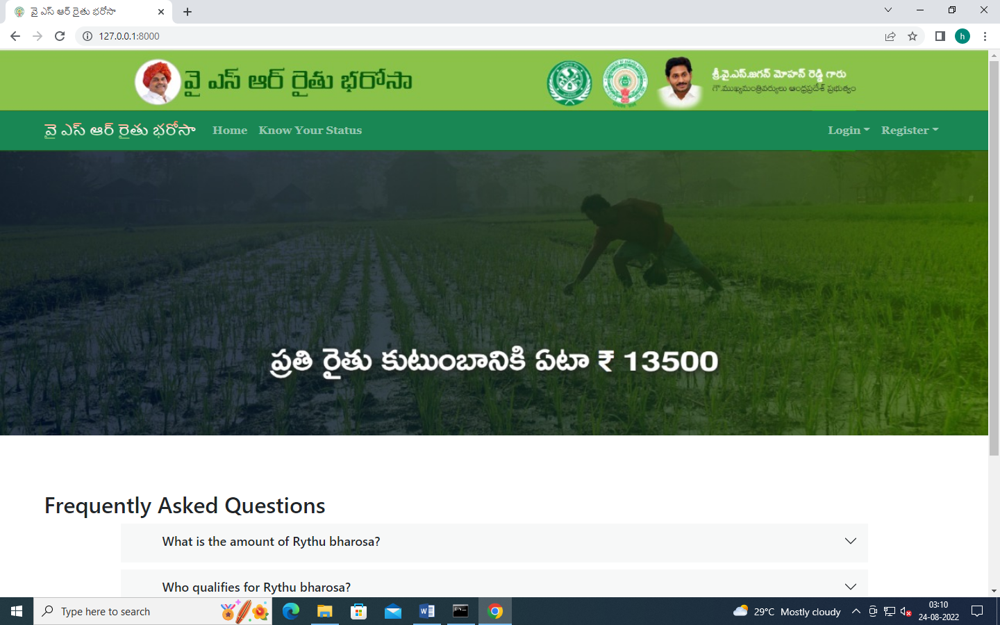 వై ఎస్ ఆర్ రైతు భరోసా
127.0.0.1:8000
h
వై ఎస్ ఆర్ రైతు భరోసా
శ్రీ.వై.ఎస్.జగన్ మోహన్ రెడ్డి గారు
గౌ.ముఖ్యమంత్రివర్యులు ఆంధ్రప్రదేశ్ ప్రభుత్వం
వై ఎస్ ఆర్ రైతు భరోసా Home Know Your Status Login Register
ప్రతి రైతు కుటుంబానికి ఏటా ₹ 13500
Frequently Asked Questions
What is the amount of Rythu bharosa?
Who qualifies for Rythu bharosa?
Type here to search
29°C Mostly cloudy
03:10
24-08-2022